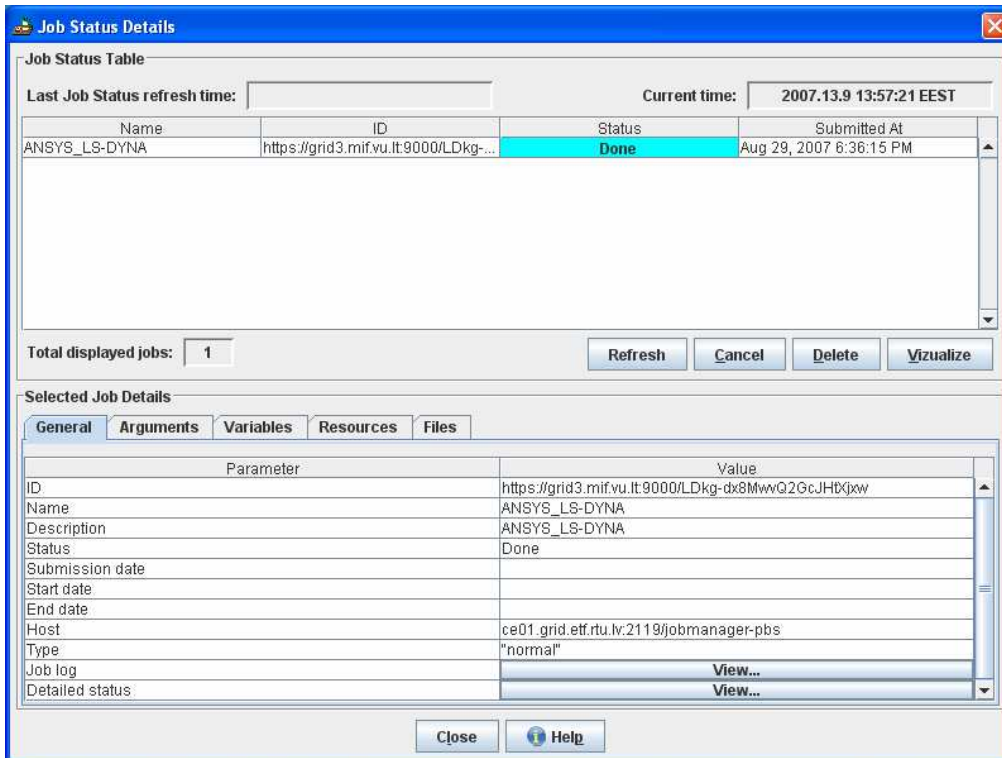 Job Status Details
Job Status Table
Last Job Status refresh time:
Current time: 2007.13.9 13:57:21 EEST
Name ID Status Submitted At
ANSYS_LS-DYNA https://grid3.mif.vu.lt:9000/LDkg-... Done Aug 29, 2007 6:36:15 PM
Total displayed jobs: 1
Refresh Cancel Delete Vizualize
Selected Job Details
General Arguments Variables Resources Files
Parameter Value
ID https://grid3.mif.vu.lt:9000/LDkg-dx8MwvQ2GcJHtXjxw
Name ANSYS_LS-DYNA
Description ANSYS_LS-DYNA
Status Done
Submission date
Start date
End date
Host ce01.grid.etf.rtu.lv:2119/jobmanager-pbs
Type "normal"
Job log View...
Detailed status View...
Close Help